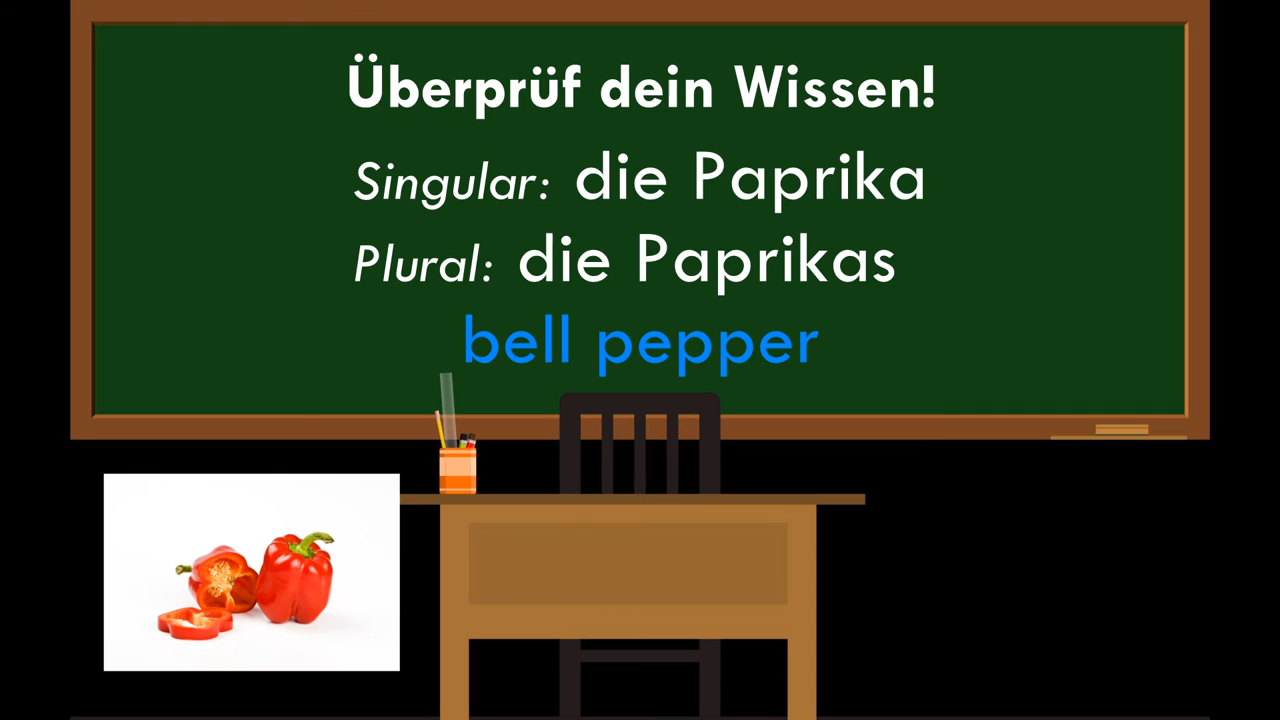 Überprüf dein Wissen!
Singular: die Paprika
Plural: die Paprikas
bell pepper